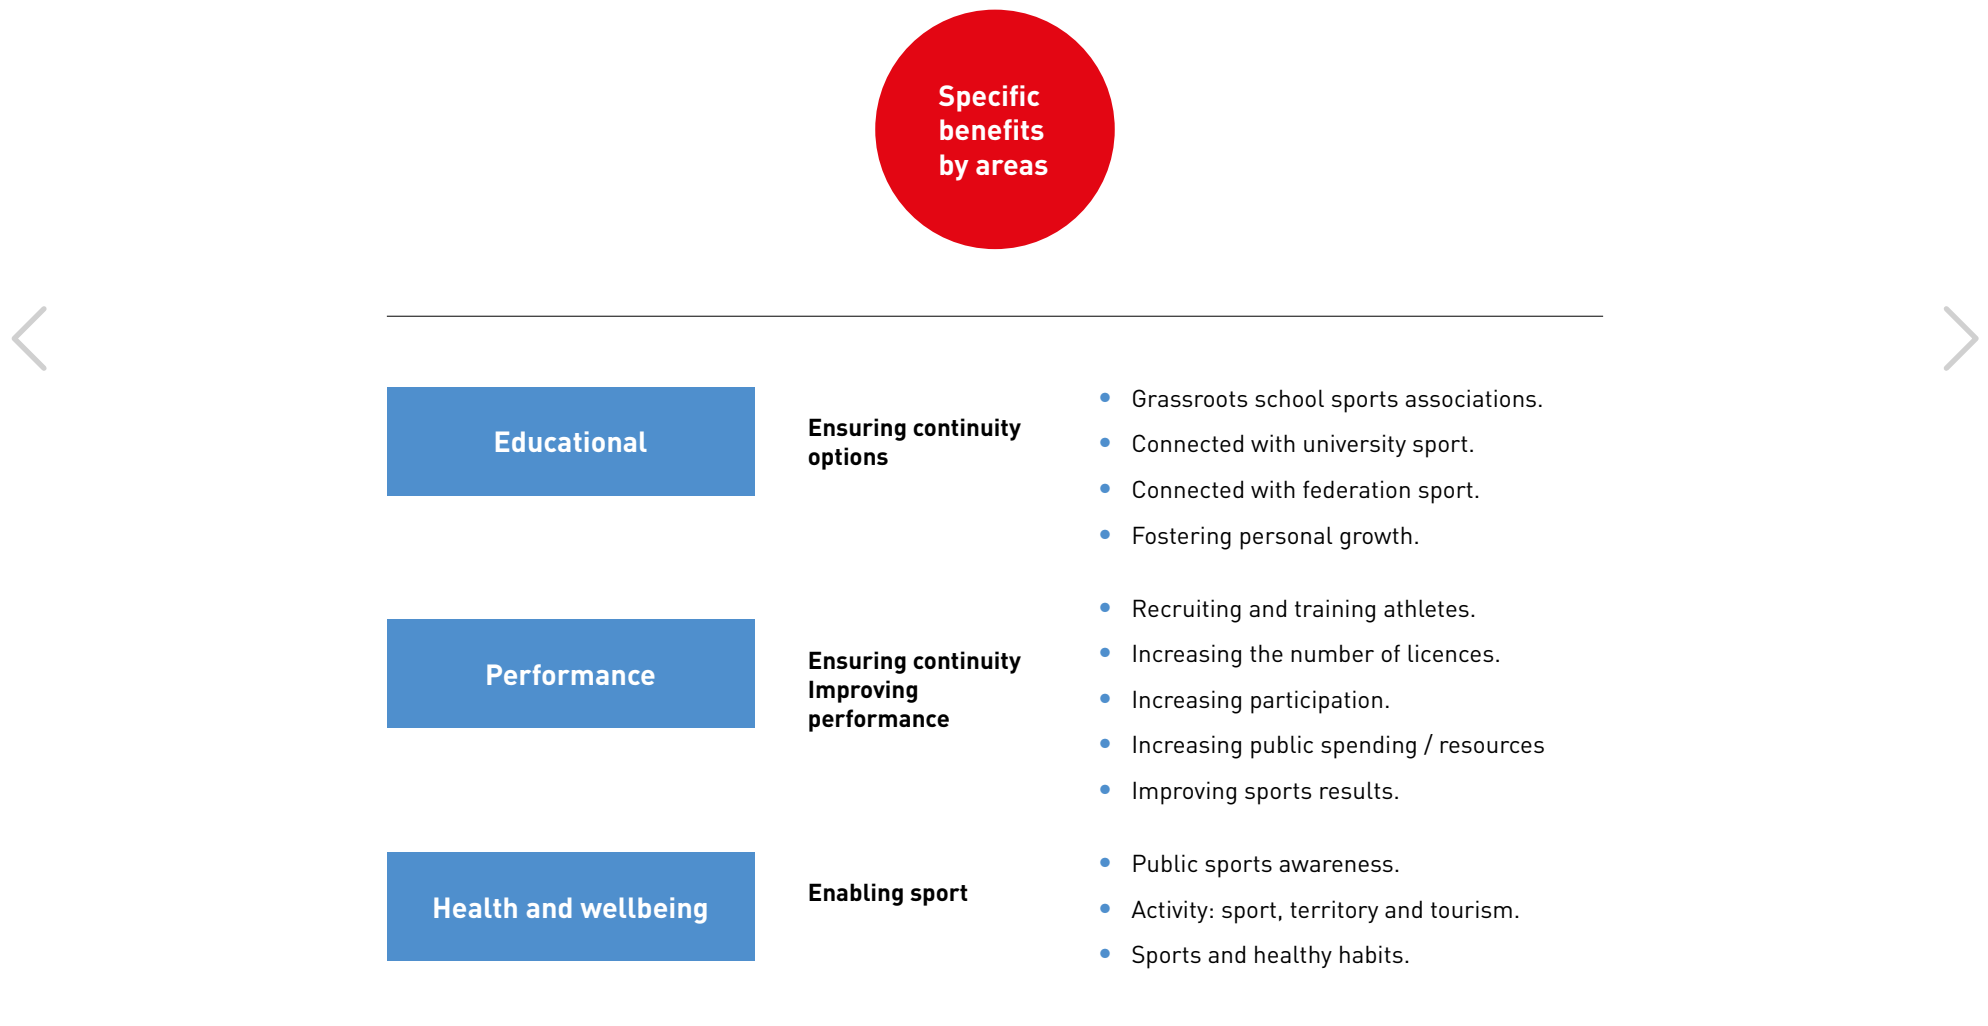 Specific
benefits
by areas
Educational
Ensuring continuity
options
• Grassroots school sports associations.
• Connected with university sport.
• Connected with federation sport.
• Fostering personal growth.
Performance
Ensuring continuity
Improving
performance
• Recruiting and training athletes.
• Increasing the number of licences.
• Increasing participation.
• Increasing public spending / resources
• Improving sports results.
Health and wellbeing
Enabling sport
• Public sports awareness.
• Activity: sport, territory and tourism.
• Sports and healthy habits.